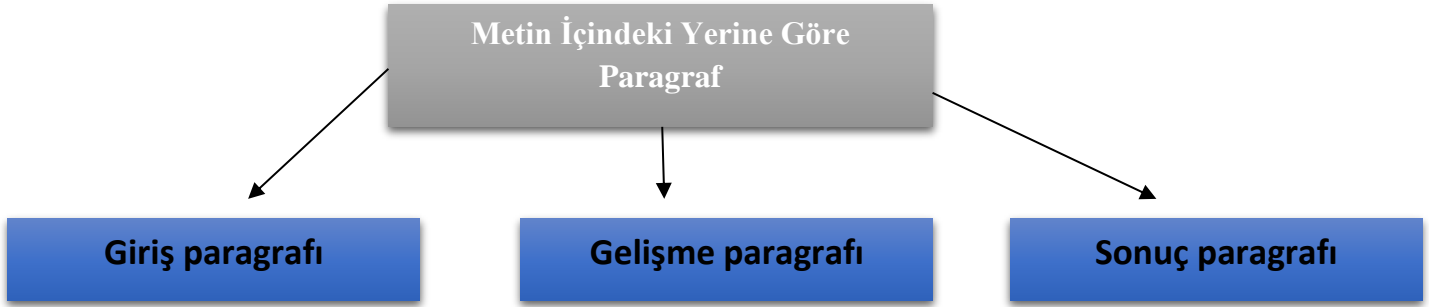 Metin İçindeki Yerine Göre
Paragraf
Giriş paragrafı
Gelişme paragrafı
Sonuç paragrafı